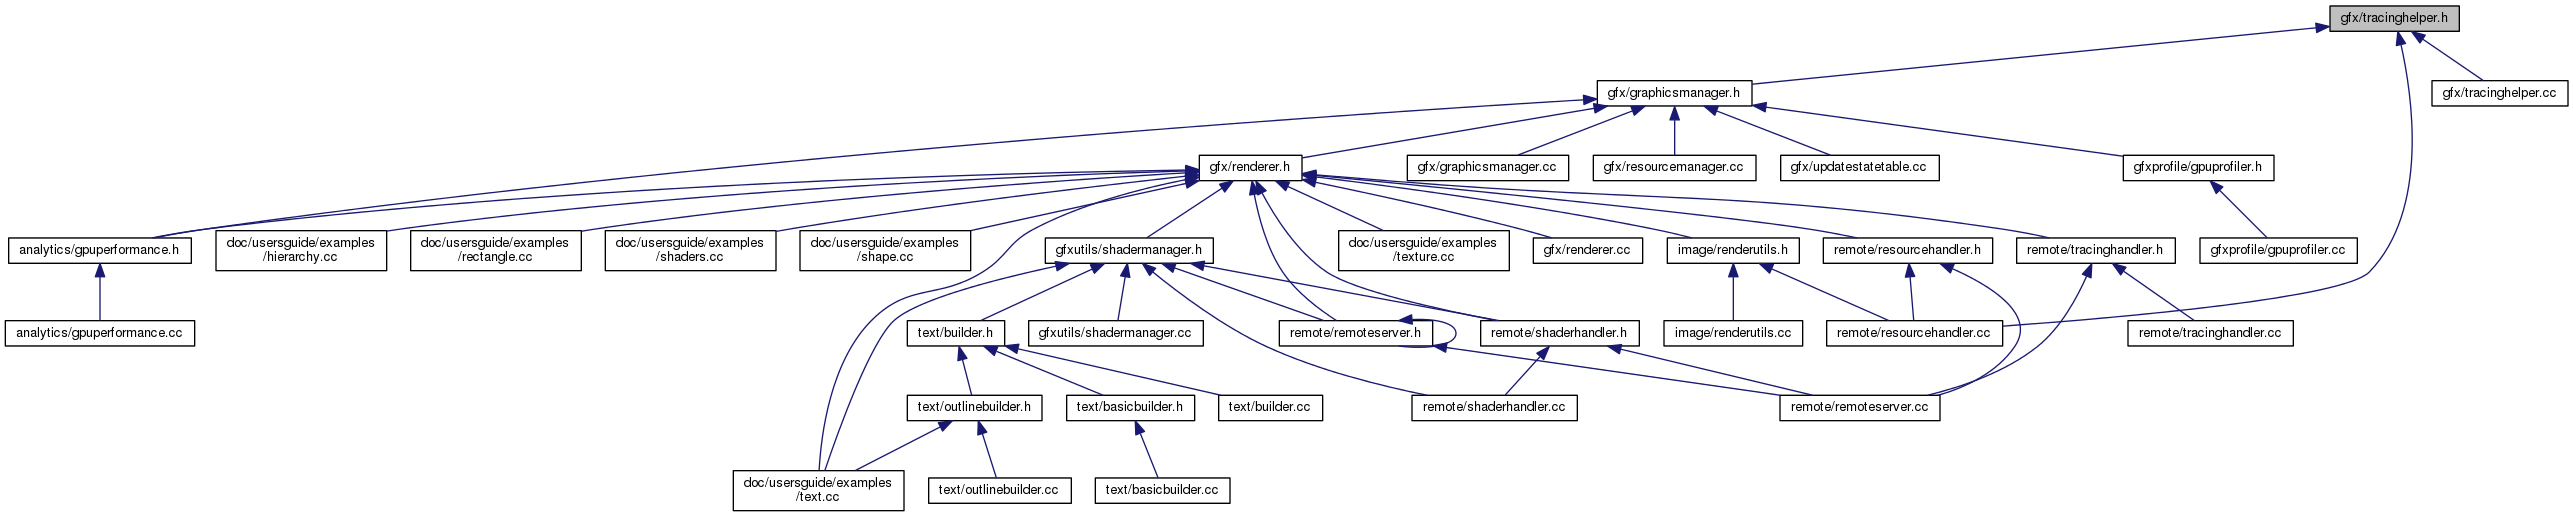 gfx/tracinghelper.h
gfx/graphicsmanager.h
gfx/tracinghelper.cc
gfx/renderer.h
gfx/graphicsmanager.cc
gfx/resourcemanager.cc
gfx/updatestatetable.cc
gfxprofile/gpuprofiler.h
analytics/gpuperformance.h
doc/usersguide/examples
/hierarchy.cc
doc/usersguide/examples
/rectangle.cc
doc/usersguide/examples
/shaders.cc
doc/usersguide/examples
/shape.cc
gfxutils/shadermanager.h
doc/usersguide/examples
/texture.cc
gfx/renderer.cc
image/renderutils.h
remote/resourcehandler.h
remote/tracinghandler.h
gfxprofile/gpuprofiler.cc
analytics/gpuperformance.cc
text/builder.h
gfxutils/shadermanager.cc
remote/remoteserver.h
remote/shaderhandler.h
image/renderutils.cc
remote/resourcehandler.cc
remote/tracinghandler.cc
text/outlinebuilder.h
text/basicbuilder.h
text/builder.cc
remote/shaderhandler.cc
remote/remoteserver.cc
doc/usersguide/examples
/text.cc
text/outlinebuilder.cc
text/basicbuilder.cc